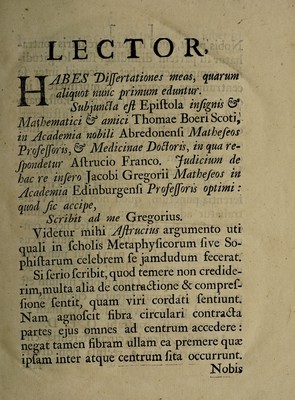 LECTOR,
HABES Dissertationes meas, quarum
aliquot nunc primum eduntur.
Subjuncta est Epistola insignis &
Mathematici & amici Thomae Boeri Scoti,
in Academia nobili Abredonensi Matheseos
Professoris, & Medicinae Doctoris, in qua re-
spondetur Astrucio Franco. Judicium de
hac re insero Jacobi Gregorii Matheseos in
Academia Edinburgensi Professoris optimi:
quod sic accipe,
Scribit ad me Gregorius.
Videtur mihi Astrucius argumento uti
quali in scholis Metaphysicorum sive So-
phistarum celebrem se jamdudum fecerat.
Si serio scribit, quod temere non credide-
rim, multa alia de contractione & compres-
sione sentit, quam viri cordati sentiunt.
Nam agnoscit fibra circulari contracta
partes ejus omnes ad centrum accedere:
negat tamen fibram ullam ea premere quae
ipsam inter atque centrum sita occurrunt.
Nobis